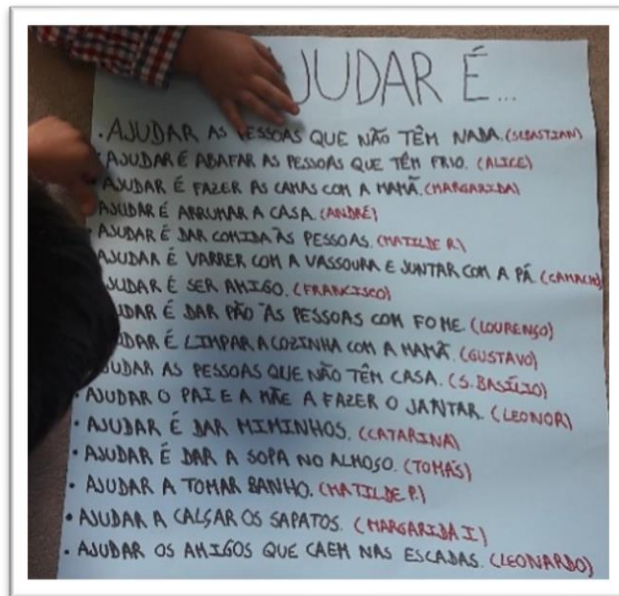 JUDAR É...
• AJUDAR AS PESSOAS QUE NÃO TÊM NADA. (SEBASTIAN)
AJUDAR É ABAFAR AS PESSOAS QUE TÊM FRIO. (ALICE)
AJUDAR É FAZER AS CAMAS COM A MAMÃ. (MARGARIDA)
AJUDAR É ARRUMAR A CASA. (ANDRÉ)
AJUDAR É DAR COMIDA ÀS PESSOAS. (MATILDE R.)
AJUDAR É VARRER COM A VASSOURA E JUNTAR COM A PÁ. (CAMACHO)
JUDAR É SER AMIGO. (FRANCISCO)
UDAR É DAR PÃO ÀS PESSOAS COM FOME. (LOURENÇO)
UDAR É LIMPAR A COZINHA COM A MAMÃ. (GUSTAVO)
JUDAR AS PESSOAS QUE NÃO TÊM CASA. (S. BASÍLIO)
• AJUDAR O PAI E A MÃE A FAZER O JANTAR. (LEONOR)
• AJUDAR É DAR MIMINHOS. (CATARINA)
• AJUDAR É DAR A SOPA NO ALMOÇO. (TOMÁS)
• AJUDAR A TOMAR BANHO. (MATILDE P.)
• AJUDAR A CALÇAR OS SAPATOS. (MARGARIDA I)
• AJUDAR OS AMIGOS QUE CAEM NAS ESCADAS. (LEONARDO)